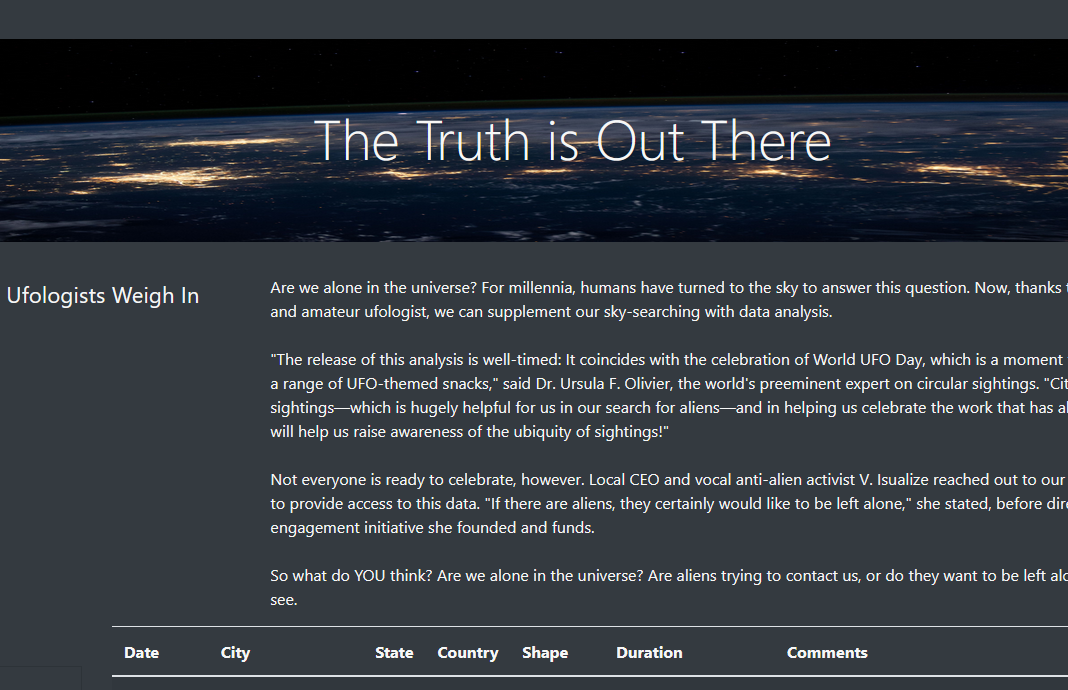 The Truth is Out There
Ufologists Weigh In
Are we alone in the universe? For millennia, humans have turned to the sky to answer this question. Now, thanks
and amateur ufologist, we can supplement our sky-searching with data analysis.
"The release of this analysis is well-timed: It coincides with the celebration of World UFO Day, which is a moment
a range of UFO-themed snacks," said Dr. Ursula F. Olivier, the world's preeminent expert on circular sightings.
sightings—which is hugely helpful for us in our search for aliens—and in helping us celebrate the work that has
will help us raise awareness of the ubiquity of sightings!"
Not everyone is ready to celebrate, however. Local CEO and vocal anti-alien activist V. Isualize reached out to our
to provide access to this data. "If there are aliens, they certainly would like to be left alone," she stated, before
engagement initiative she founded and funds.
So what do YOU think? Are we alone in the universe? Are aliens trying to contact us, or do they want to be left
see.
Date City State Country Shape Duration Comments